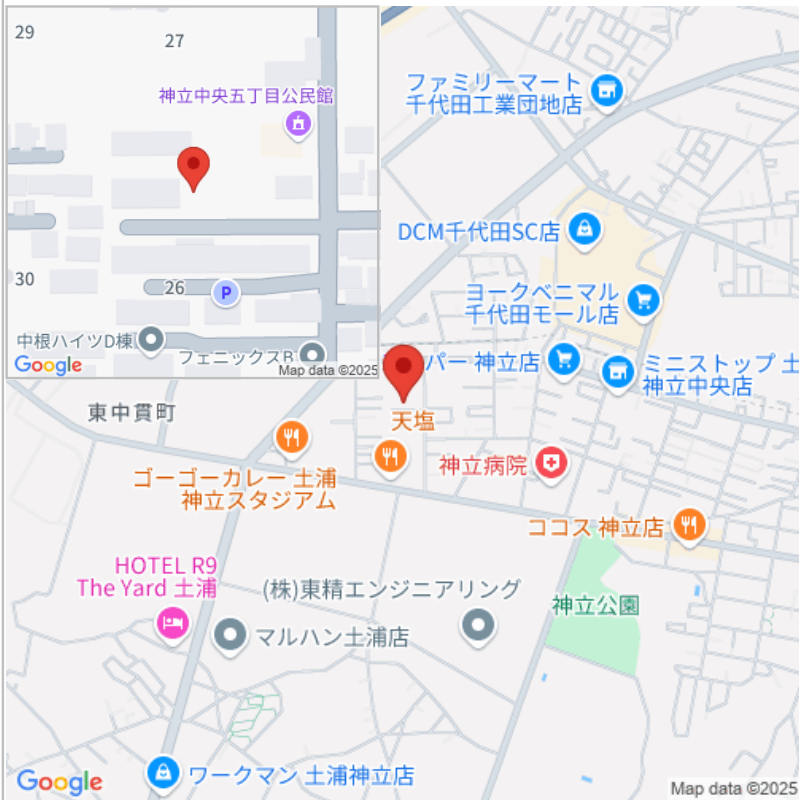 29
27
神立中央五丁目公民館
30
26
P
中根ハイツD棟
フェニックスB
Google
Map data ©2025
ファミリーマート
千代田工業団地店
DCM千代田SC店
ヨークベニマル
千代田モール店
パー 神立店
ミニストップ 土
神立中央店
天塩
東中貫町
ゴーゴーカレー 土浦
神立スタジアム
神立病院
ココス 神立店
HOTEL R9
The Yard 土浦
(株)東精エンジニアリング
神立公園
マルハン土浦店
ワークマン 土浦神立店
Google
Map data ©2025